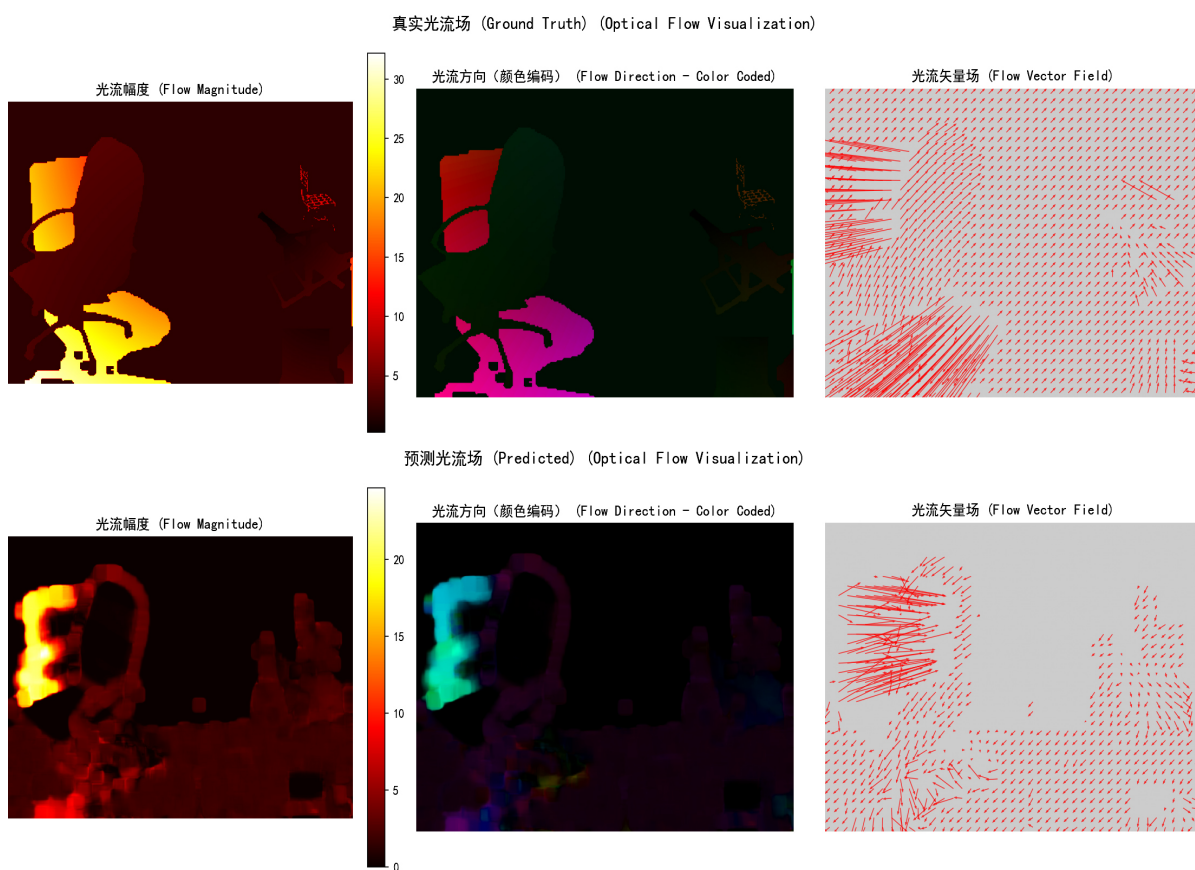 真实光流场 (Ground Truth) (Optical Flow Visualization)
光流幅度 (Flow Magnitude)
30
25
20
15
10
5
光流方向（颜色编码） (Flow Direction - Color Coded)
光流矢量场 (Flow Vector Field)
预测光流场 (Predicted) (Optical Flow Visualization)
光流幅度 (Flow Magnitude)
20
15
10
5
0
光流方向（颜色编码） (Flow Direction - Color Coded)
光流矢量场 (Flow Vector Field)